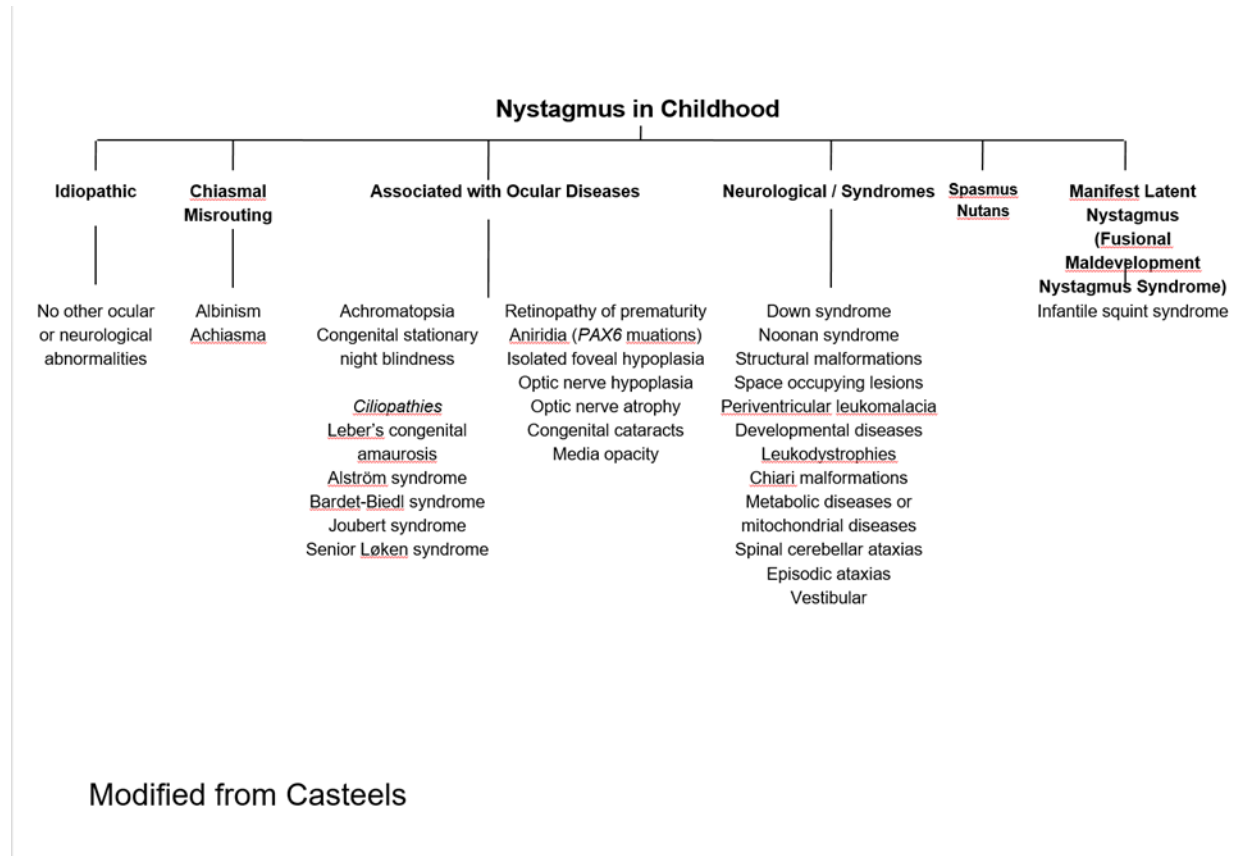 Nystagmus in Childhood
Idiopathic
No other ocular
or neurological
abnormalities
Chiasmal
Misrouting
Albinism
Achiasma
Associated with Ocular Diseases
Achromatopsia
Congenital stationary
night blindness
Ciliopathies
Leber's congenital
amaurosis
Alström syndrome
Bardet-Biedl syndrome
Joubert syndrome
Senior Løken syndrome
Retinopathy of prematurity
Aniridia (PAX6 muations)
Isolated foveal hypoplasia
Optic nerve hypoplasia
Optic nerve atrophy
Congenital cataracts
Media opacity
Neurological / Syndromes
Down syndrome
Noonan syndrome
Structural malformations
Space occupying lesions
Periventricular leukomalacia
Developmental diseases
Leukodystrophies
Chiari malformations
Metabolic diseases or
mitochondrial diseases
Spinal cerebellar ataxias
Episodic ataxias
Vestibular
Spasmus
Nutans
Manifest Latent
Nystagmus
(Fusional
Maldevelopment
Nystagmus Syndrome)
Infantile squint syndrome
Modified from Casteels